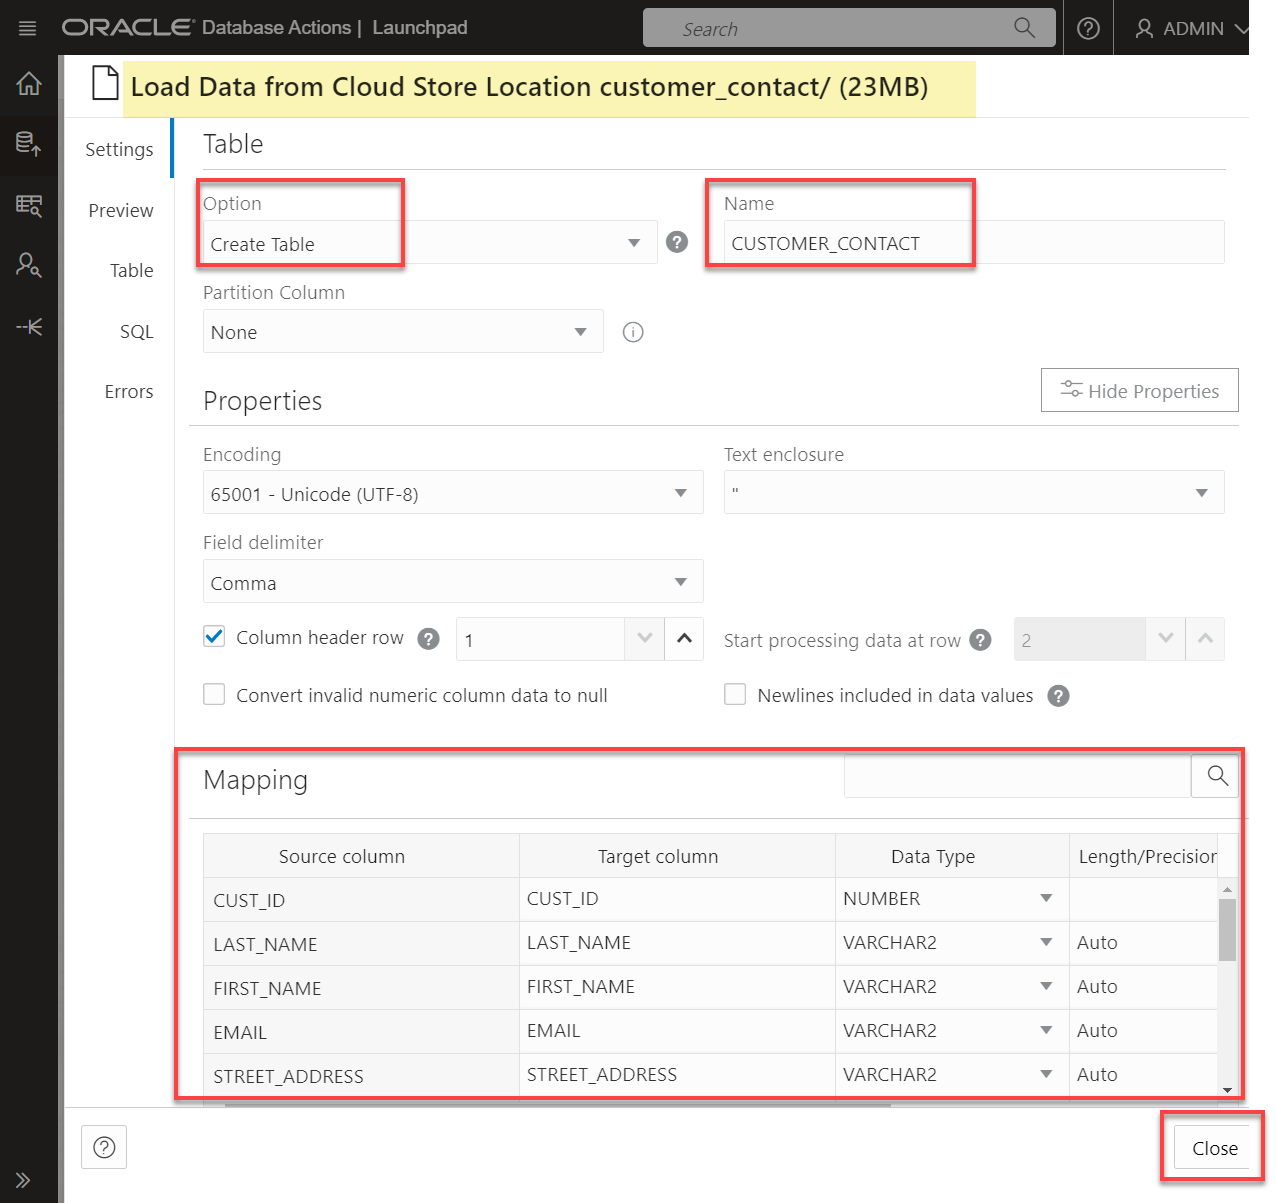 ORACLE Database Actions | Launchpad
Search
ADMIN
Load Data from Cloud Store Location customer_contact/ (23MB)
Settings
Preview
Table
SQL
Errors
Table
Option
Name
Create Table
CUSTOMER_CONTACT
Partition Column
None
Properties
Hide Properties
Encoding
Text enclosure
65001 - Unicode (UTF-8)
"
Field delimiter
Comma
Column header row
1
Start processing data at row
2
Convert invalid numeric column data to null
Newlines included in data values
Mapping
Source column Target column Data Type Length/Precision
CUST_ID CUST_ID NUMBER
LAST_NAME LAST_NAME VARCHAR2 Auto
FIRST_NAME FIRST_NAME VARCHAR2 Auto
EMAIL EMAIL VARCHAR2 Auto
STREET_ADDRESS STREET_ADDRESS VARCHAR2 Auto
Close